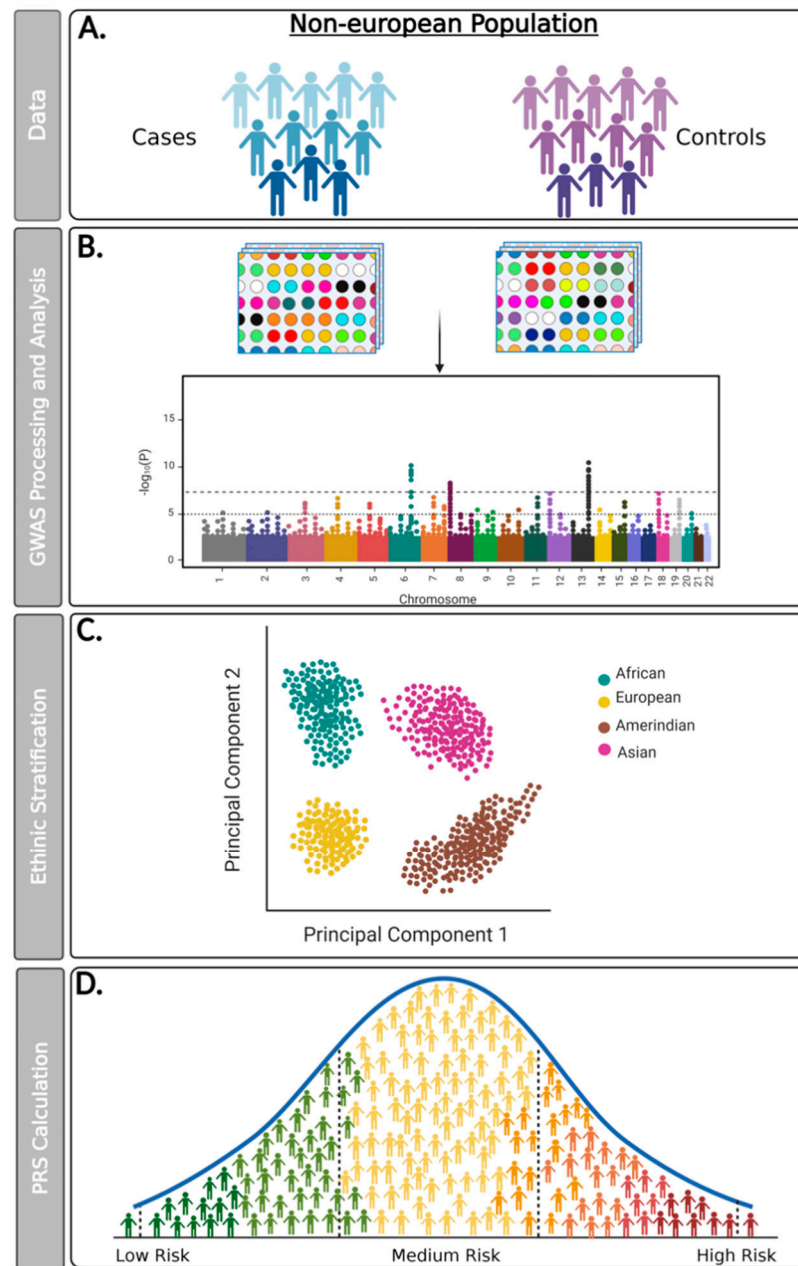 Data
A.
Non-european Population
Cases
Controls
GWAS Processing and Analysis
B.
-log10(P)
15
10
5
0
1 2 3 4 5 6 7 8 9 10 11 12 13 14 15 16 17 18 19 20 21 22
Chromosome
Ethinic Stratification
C.
Principal Component 2
African
European
Amerindian
Asian
Principal Component 1
PRS Calculation
D.
Low Risk Medium Risk High Risk